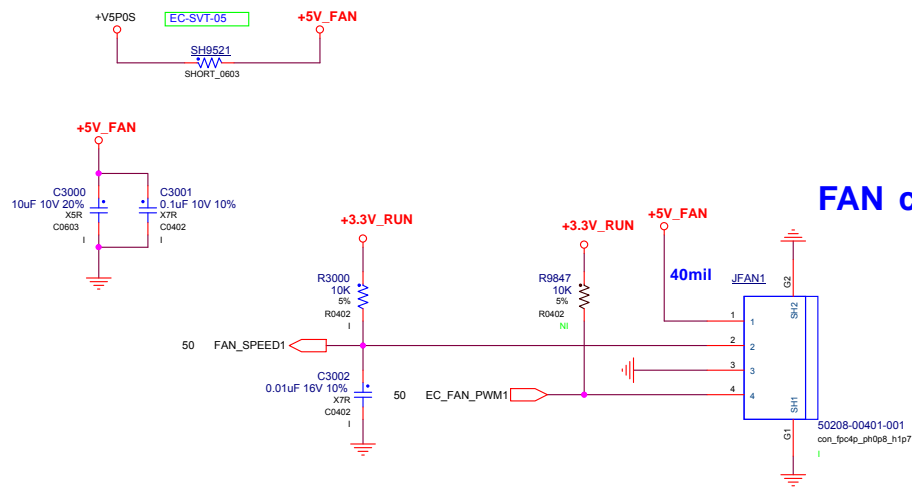 +V5P0S
EC-SVT-05
+5V_FAN
SH9521
SHORT_0603
+5V_FAN
C3000
10uF 10V 20%
X5R
C0603
I
C3001
0.1uF 10V 10%
X7R
C0402
I
FAN c
+3.3V_RUN
+3.3V_RUN
+5V_FAN
R3000
10K
5%
R0402
I
R9847
10K
5%
R0402
NI
40mil
JFAN1
G2
SH2
1 1
2 2
3 3
4 4
SH1
G1
50 FAN_SPEED1
C3002
0.01uF 16V 10%
X7R
C0402
I
50 EC_FAN_PWM1
50208-00401-001
con_fpc4p_ph0p8_h1p7
I